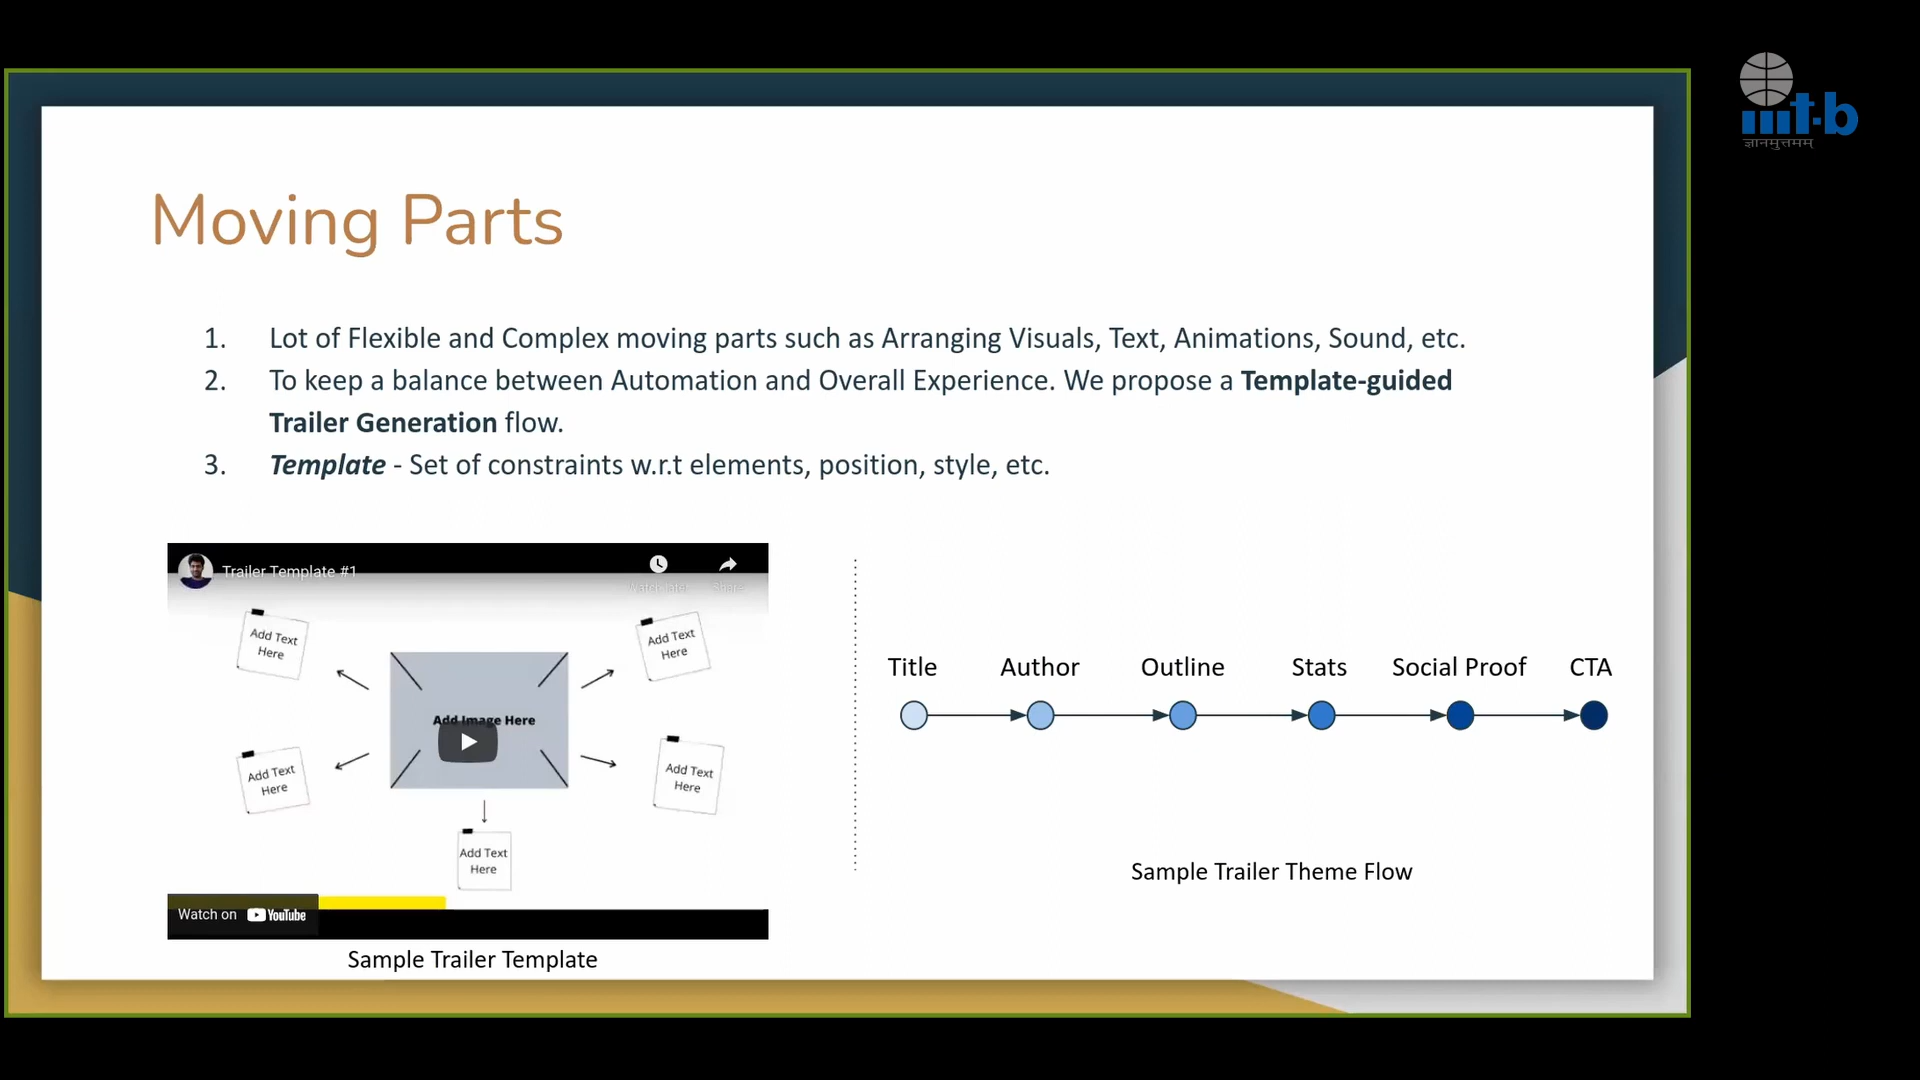 iiit-b
ज्ञानमुत्तमम्
Moving Parts
1. Lot of Flexible and Complex moving parts such as Arranging Visuals, Text, Animations, Sound, etc.
2. To keep a balance between Automation and Overall Experience. We propose a Template-guided
Trailer Generation flow.
3. Template - Set of constraints w.r.t elements, position, style, etc.
Trailer Template #1
Watch later
Share
Add Text
Here
Add Text
Here
Add Image Here
Add Text
Here
Add Text
Here
Add Text
Here
Watch on YouTube
Sample Trailer Template
Title Author Outline Stats Social Proof CTA
Sample Trailer Theme Flow